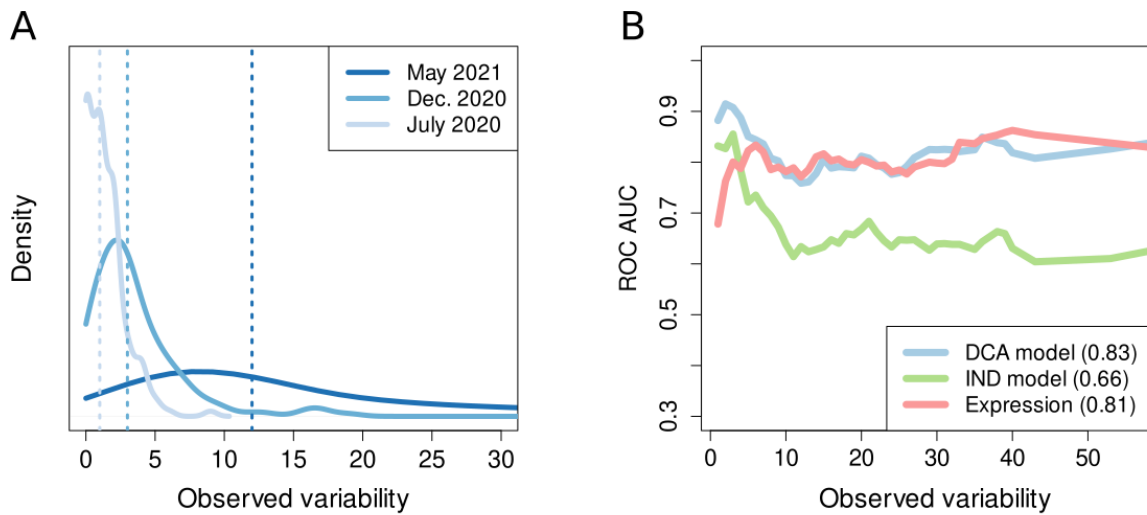 A
May 2021
Dec. 2020
July 2020
Density
0 5 10 15 20 25 30
Observed variability
B
0.9
0.7
0.5
0.3
ROC AUC
DCA model (0.83)
IND model (0.66)
Expression (0.81)
0 10 20 30 40 50
Observed variability